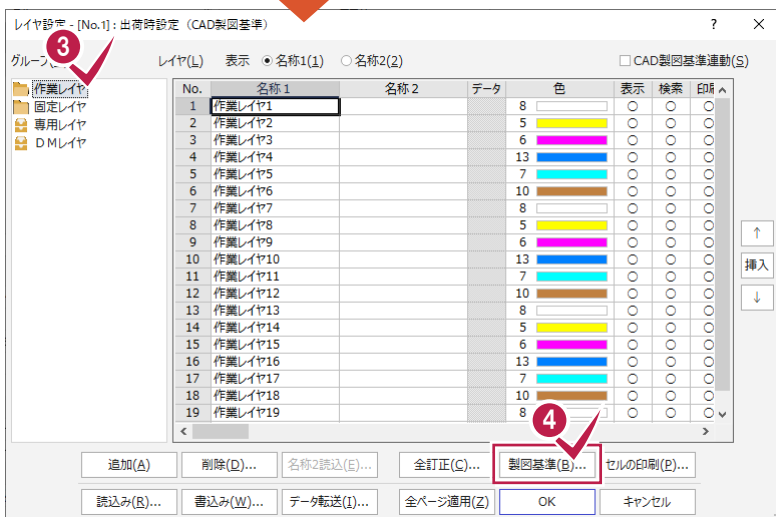 レイヤ設定 - [No.1] : 出荷時設定（CAD製図基準） ? ×
3
レイヤ(L) 表示 名称1(1) 名称2(2) CAD製図基準連動(S)
作業レイヤ
固定レイヤ
専用レイヤ
DMレイヤ
No. 名称 1 名称 2 データ 色 表示 検索
1 作業レイヤ1 8 ○ ○ ○
2 作業レイヤ2 5 ○ ○ ○
3 作業レイヤ3 6 ○ ○ ○
4 作業レイヤ4 13 ○ ○ ○
5 作業レイヤ5 7 ○ ○ ○
6 作業レイヤ6 10 ○ ○ ○
7 作業レイヤ7 8 ○ ○ ○
8 作業レイヤ8 5 ○ ○ ○
9 作業レイヤ9 6 ○ ○ ○
10 作業レイヤ10 13 ○ ○ ○
11 作業レイヤ11 7 ○ ○ ○
12 作業レイヤ12 10 ○ ○ ○
13 作業レイヤ13 8 ○ ○ ○
14 作業レイヤ14 5 ○ ○ ○
15 作業レイヤ15 6 ○ ○ ○
16 作業レイヤ16 13 ○ ○ ○
17 作業レイヤ17 7 ○ ○ ○
18 作業レイヤ18 10 ○ ○ ○
19 作業レイヤ19 8 ○ ○ ○
↑
挿入
↓
4
追加(A) 削除(D)... 名称2読込(E)... 全訂正(C)... 製図基準(B)... セルの印刷(P)...
読込み(R)... 書込み(W)... データ転送(I)... 全ページ適用(Z) OK キャンセル